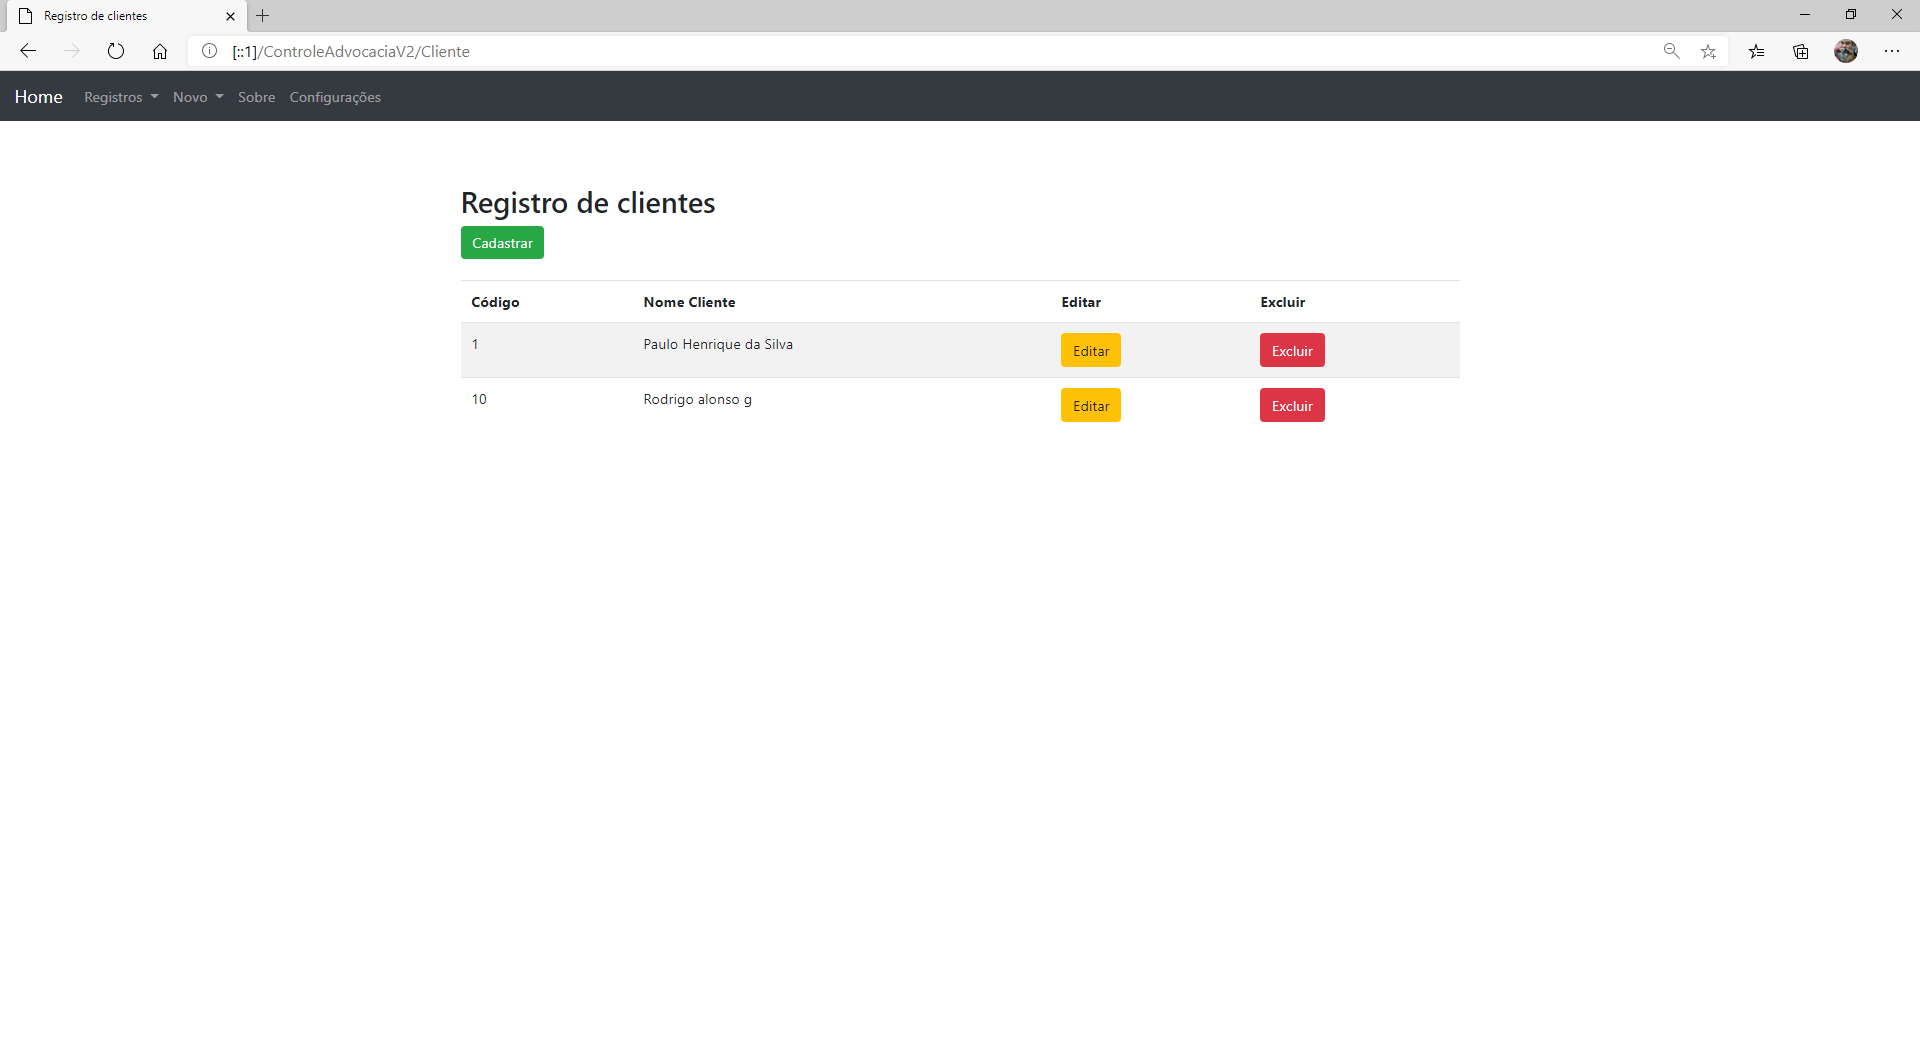 Registro de clientes
[::1]/ControleAdvocaciaV2/Cliente
Home Registros Novo Sobre Configurações
Registro de clientes
Cadastrar
Código Nome Cliente Editar Excluir
1 Paulo Henrique da Silva Editar Excluir
10 Rodrigo alonso g Editar Excluir